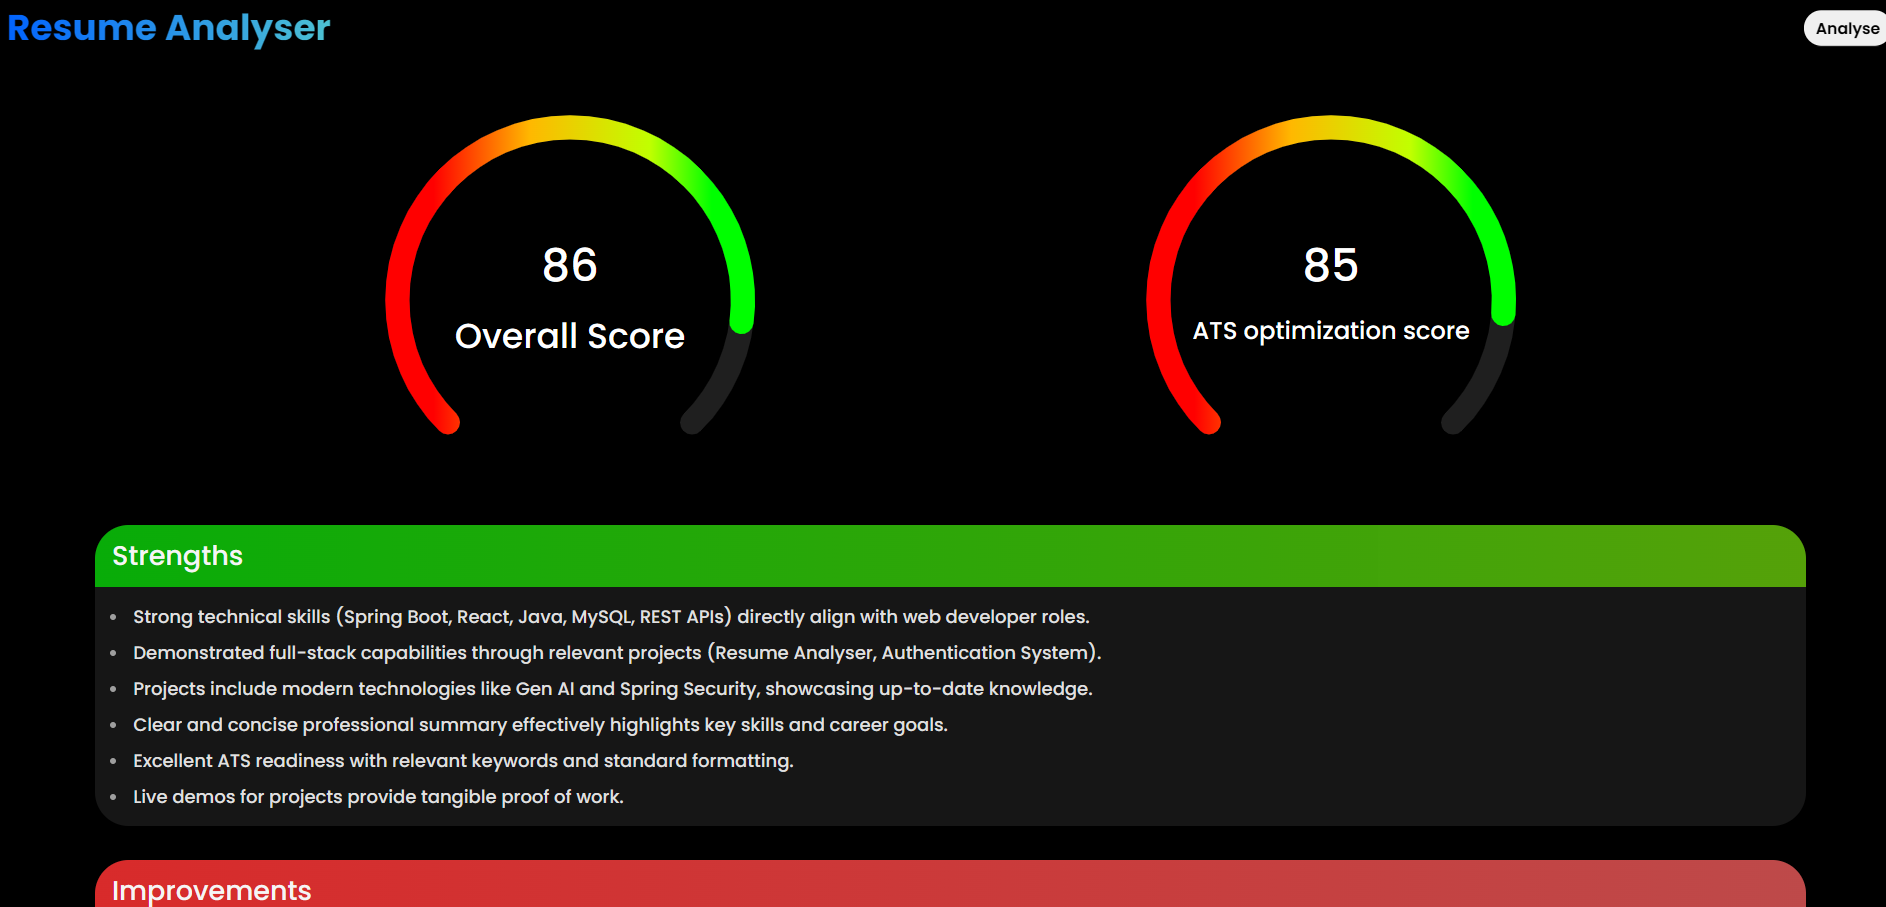 Resume Analyser
Analyse
86
Overall Score
85
ATS optimization score
Strengths
• Strong technical skills (Spring Boot, React, Java, MySQL, REST APIs) directly align with web developer roles.
• Demonstrated full-stack capabilities through relevant projects (Resume Analyser, Authentication System).
• Projects include modern technologies like Gen AI and Spring Security, showcasing up-to-date knowledge.
• Clear and concise professional summary effectively highlights key skills and career goals.
• Excellent ATS readiness with relevant keywords and standard formatting.
• Live demos for projects provide tangible proof of work.
Improvements